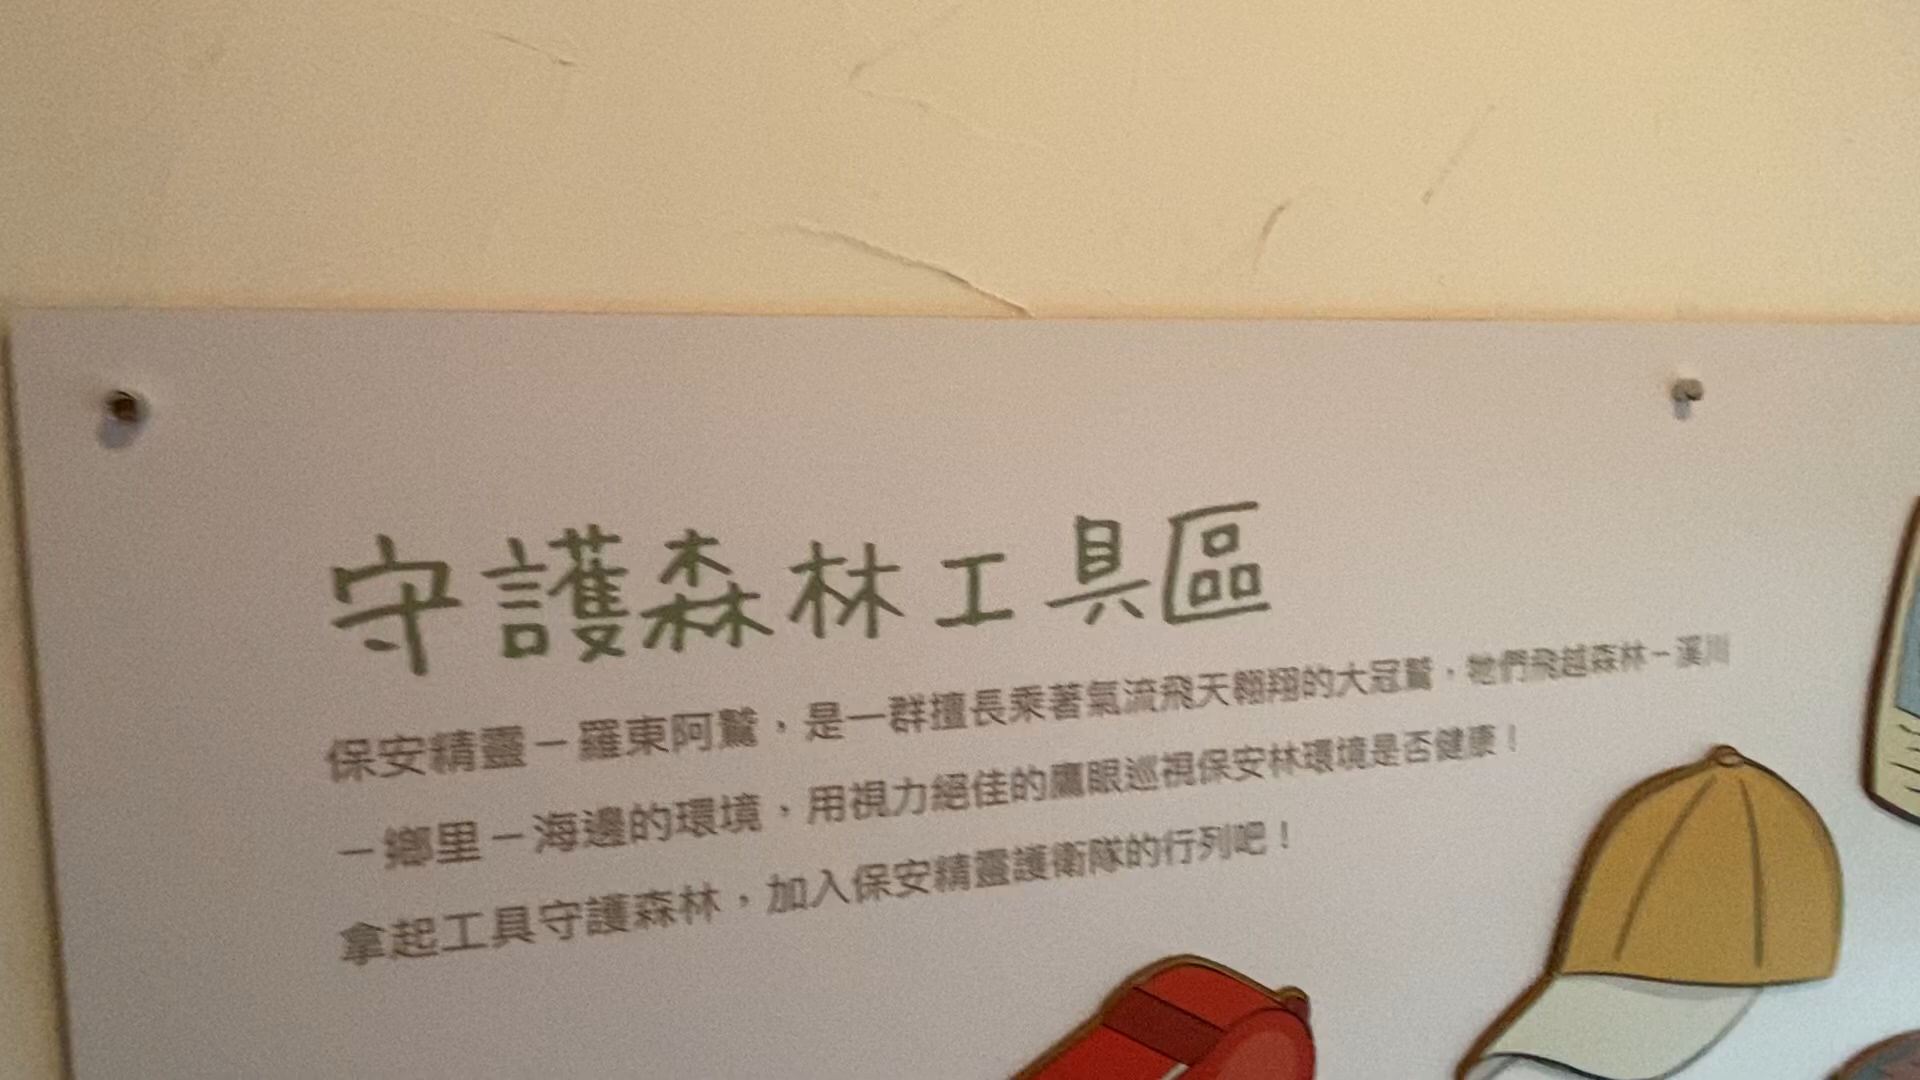 守護森林工具區
保安精靈－羅東阿鷲，是一群擅長乘著氣流飛天翱翔的大冠鷲，牠們飛越森林－溪川
－鄉里－海邊的環境，用視力絕佳的鷹眼巡視保安林環境是否健康！
拿起工具守護森林，加入保安精靈護衛隊的行列吧！